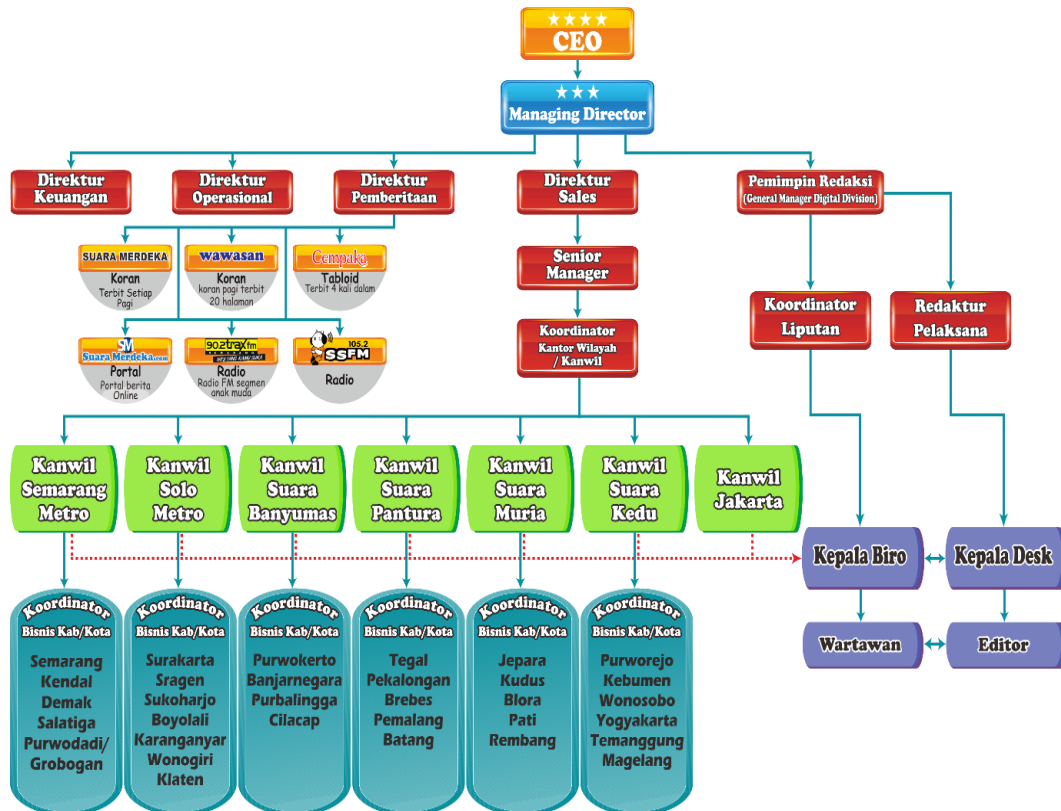 CEO
Managing Director
Direktur
Keuangan
Direktur
Operasional
Direktur
Pemberitaan
Direktur
Sales
Pemimpin Redaksi
(General Manager Digital Division)
SUARA MERDEKA
Koran
Terbit Setiap
Pagi
wawasan
Koran
koran pagi terbit
20 halaman
Cempaka
Tabloid
Terbit 4 kali dalam
Senior
Manager
Koordinator
Liputan
Redaktur
Pelaksana
SM
Suara Merdeka.com
Portal
Portal berita
Online
90.2traxfm
SEMARANG
Radio
Radio FM segmen
anak muda
105.2
SSFM
Radio
Koordinator
Kantor Wilayah
/ Kanwil
Kanwil
Semarang
Metro
Kanwil
Solo
Metro
Kanwil
Suara
Banyumas
Kanwil
Suara
Pantura
Kanwil
Suara
Muria
Kanwil
Suara
Kedu
Kanwil
Jakarta
Kepala Biro
Kepala Desk
Wartawan
Editor
Koordinator
Bisnis Kab/Kota
Semarang
Kendal
Demak
Salatiga
Purwodadi/
Grobogan
Koordinator
Bisnis Kab/Kota
Surakarta
Sragen
Sukoharjo
Boyolali
Karanganyar
Wonogiri
Klaten
Koordinator
Bisnis Kab/Kota
Purwokerto
Banjarnegara
Purbalingga
Cilacap
Koordinator
Bisnis Kab/Kota
Tegal
Pekalongan
Brebes
Pemalang
Batang
Koordinator
Bisnis Kab/Kota
Jepara
Kudus
Blora
Pati
Rembang
Koordinator
Bisnis Kab/Kota
Purworejo
Kebumen
Wonosobo
Yogyakarta
Temanggung
Magelang